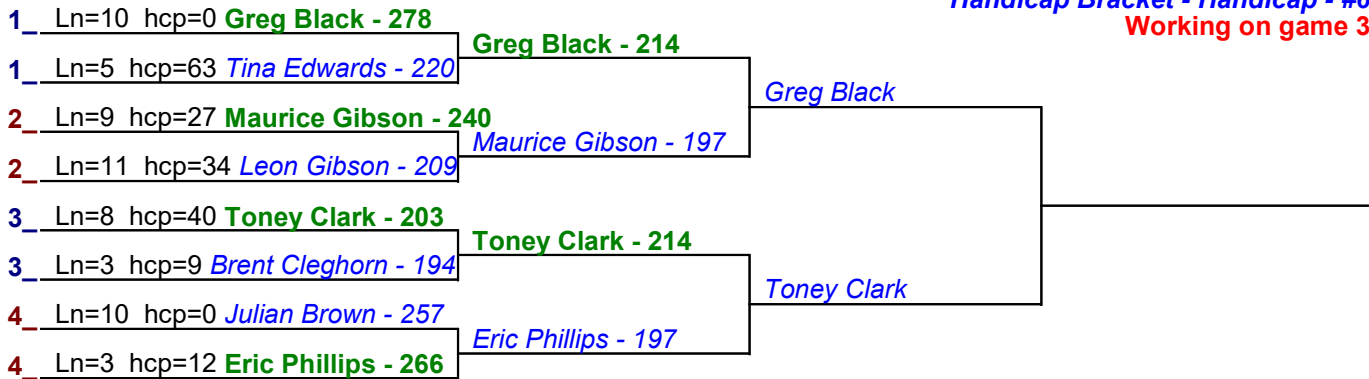 Handicap Bracket - Handicap - #6
Working on game 3
1_ Ln=10 hcp=0 Greg Black - 278
1_ Ln=5 hcp=63 Tina Edwards - 220
2_ Ln=9 hcp=27 Maurice Gibson - 240
2_ Ln=11 hcp=34 Leon Gibson - 209
3_ Ln=8 hcp=40 Toney Clark - 203
3_ Ln=3 hcp=9 Brent Cleghorn - 194
4_ Ln=10 hcp=0 Julian Brown - 257
4_ Ln=3 hcp=12 Eric Phillips - 266
Greg Black - 214
Maurice Gibson - 197
Toney Clark - 214
Eric Phillips - 197
Greg Black
Toney Clark